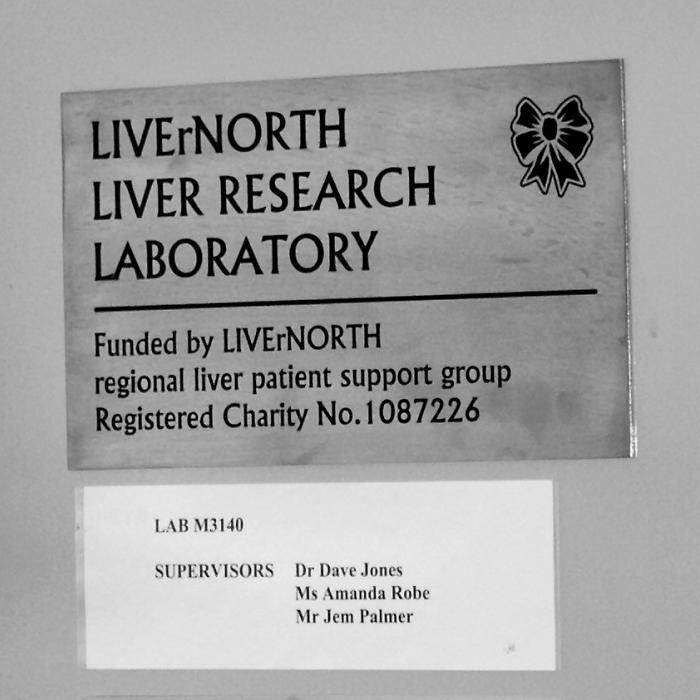 LIVErNORTH
LIVER RESEARCH
LABORATORY
Funded by LIVErNORTH
regional liver patient support group
Registered Charity No.1087226
LAB M3140
SUPERVISORS Dr Dave Jones
Ms Amanda Robe
Mr Jem Palmer